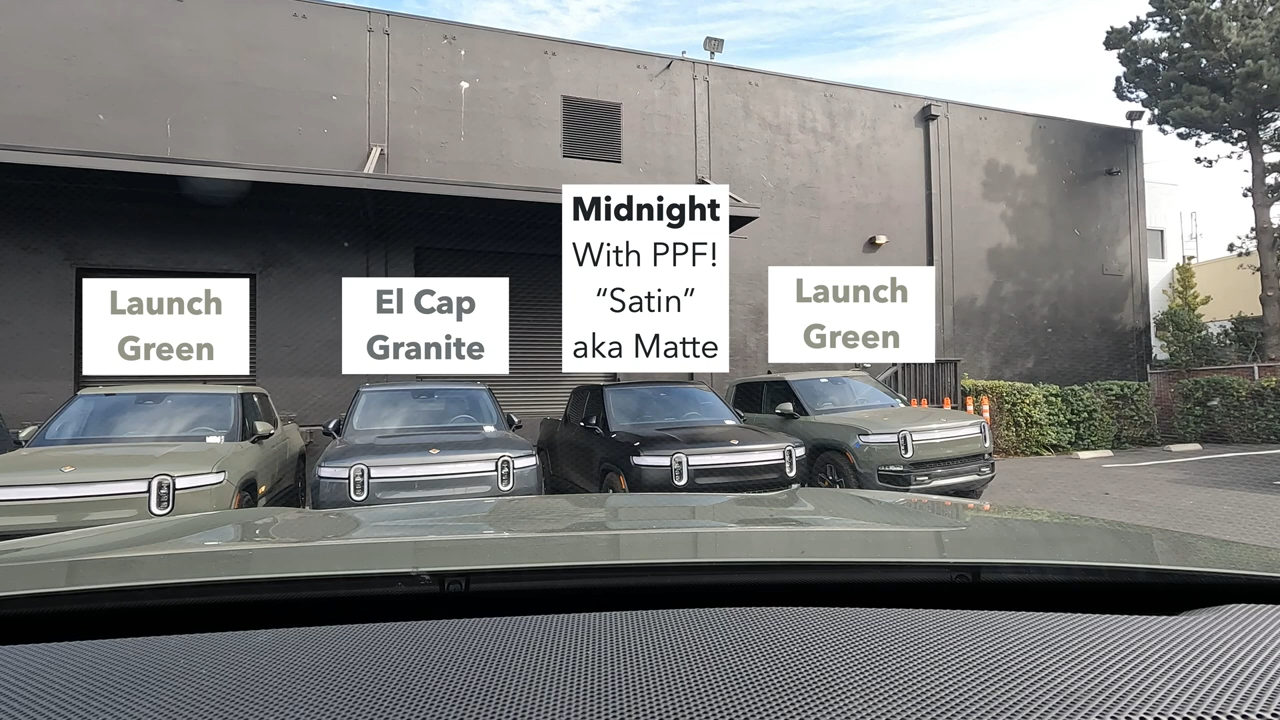 Launch
Green
El Cap
Granite
Midnight
With PPF!
“Satin”
aka Matte
Launch
Green